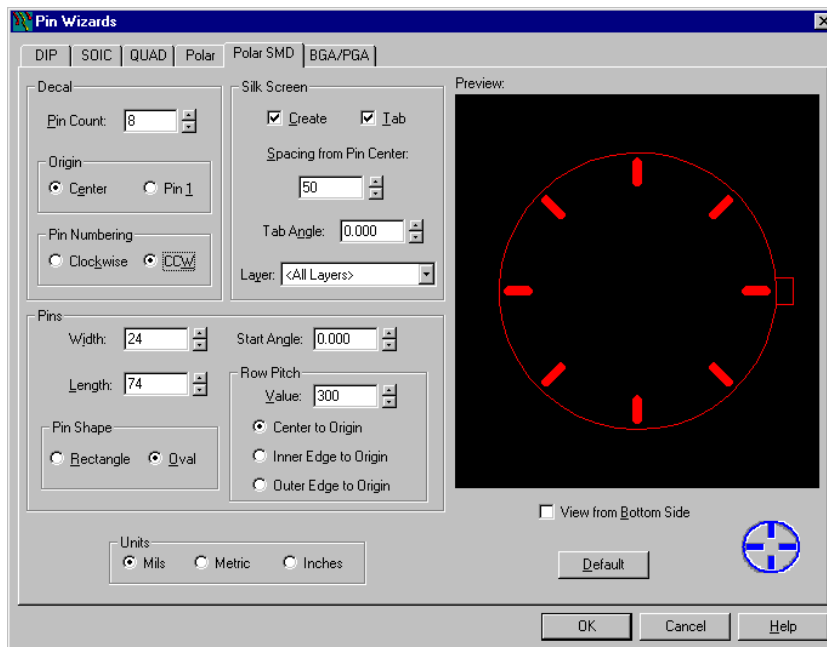 Pin Wizards
DIP SOIC QUAD Polar Polar SMD BGA/PGA
Decal
Pin Count: 8
Origin
Center Pin 1
Pin Numbering
Clockwise CCW
Silk Screen
Create Tab
Spacing from Pin Center:
50
Tab Angle: 0.000
Layer: <All Layers>
Preview:
Pins
Width: 24
Length: 74
Pin Shape
Rectangle Oval
Start Angle: 0.000
Row Pitch
Value: 300
Center to Origin
Inner Edge to Origin
Outer Edge to Origin
View from Bottom Side
Units
Mils Metric Inches
Default
OK Cancel Help